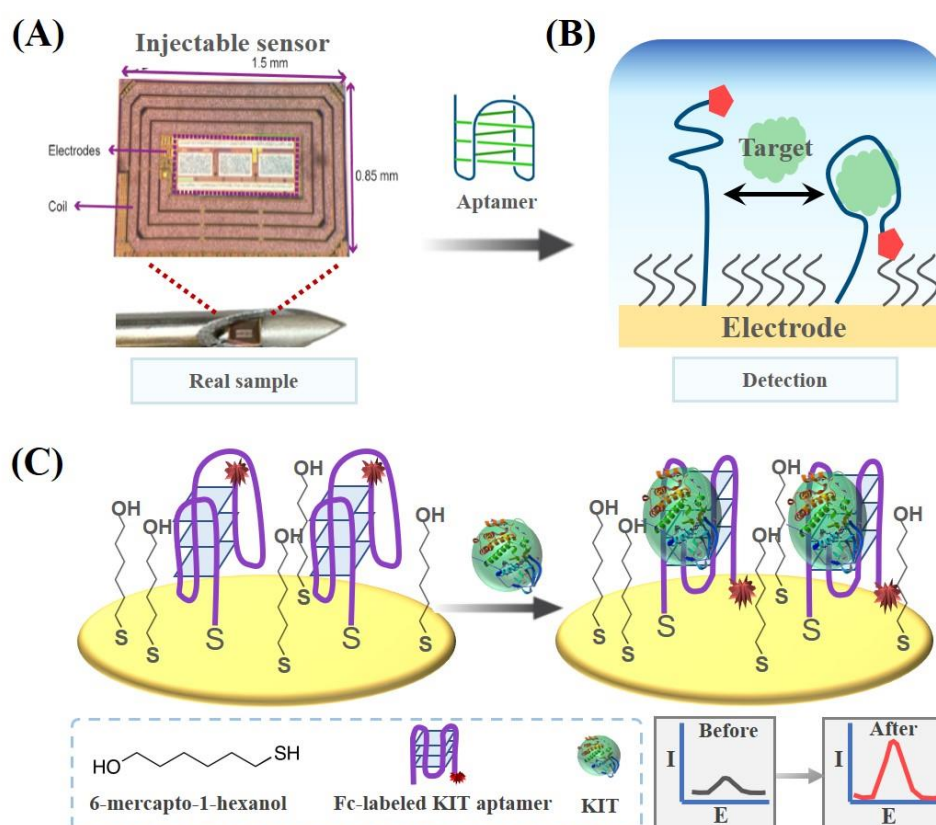 (A)
Injectable sensor
1.5 mm
Electrodes
Coil
0.85 mm
Real sample
Aptamer
(B)
Target
Electrode
Detection
(C)
OH
OH
OH
OH
S
S
S
S
S
S
S
OH
OH
OH
OH
S
S
S
S
S
S
S
HO
SH
6-mercapto-1-hexanol
Fc-labeled KIT aptamer
KIT
Before
I
E
After
I
E